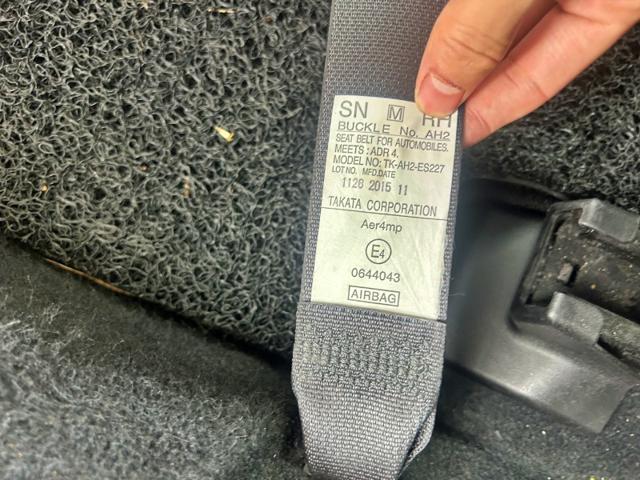 SN M RH
BUCKLE No. AH2
SEAT BELT FOR AUTOMOBILES.
MEETS: ADR 4.
MODEL NO: TK-AH2-ES227
LOT NO. MFD.DATE
1126 2015 11
TAKATA CORPORATION
Aer4mp
E4
0644043
AIRBAG